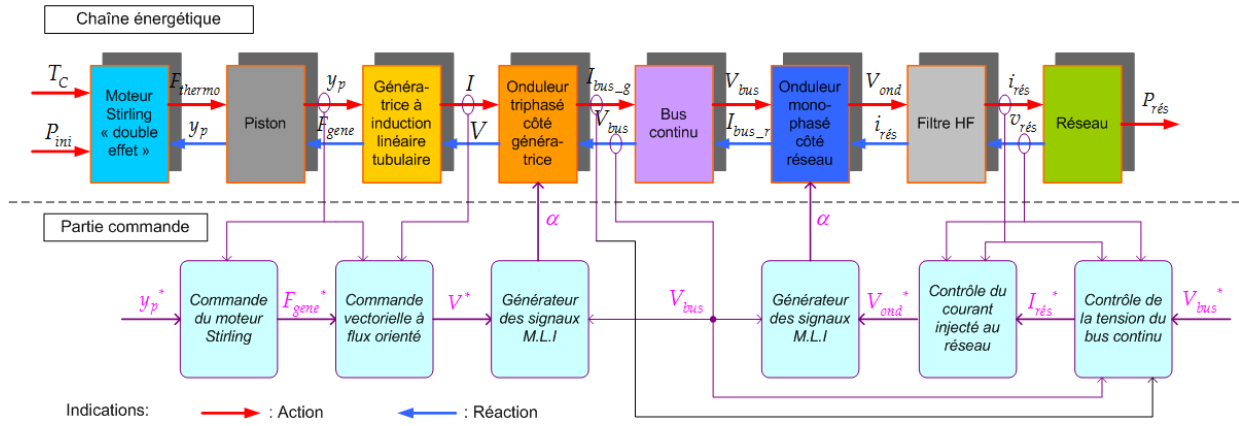 Chaîne énergétique
T_C
P_ini
Moteur
Stirling
« double
effet »
F_thermo
y_p
Piston
y_p
F_gene
Généra-
trice à
induction
linéaire
tubulaire
I
V
Onduleur
triphasé
côté
généra-
trice
I_bus_g
V_bus
Bus
continu
V_bus
I_bus_r
Onduleur
mono-
phasé
côté
réseau
V_ond
i_rés
Filtre HF
i_rés
v_rés
Réseau
P_rés
Partie commande
α
α
y_p*
Commande
du moteur
Stirling
F_gene*
Commande
vectorielle à
flux orienté
V*
Générateur
des signaux
M.L.I
V_bus
Générateur
des signaux
M.L.I
V_ond*
Contrôle du
courant
injecté au
réseau
I_rés*
Contrôle de
la tension du
bus continu
V_bus*
Indications:
: Action
: Réaction